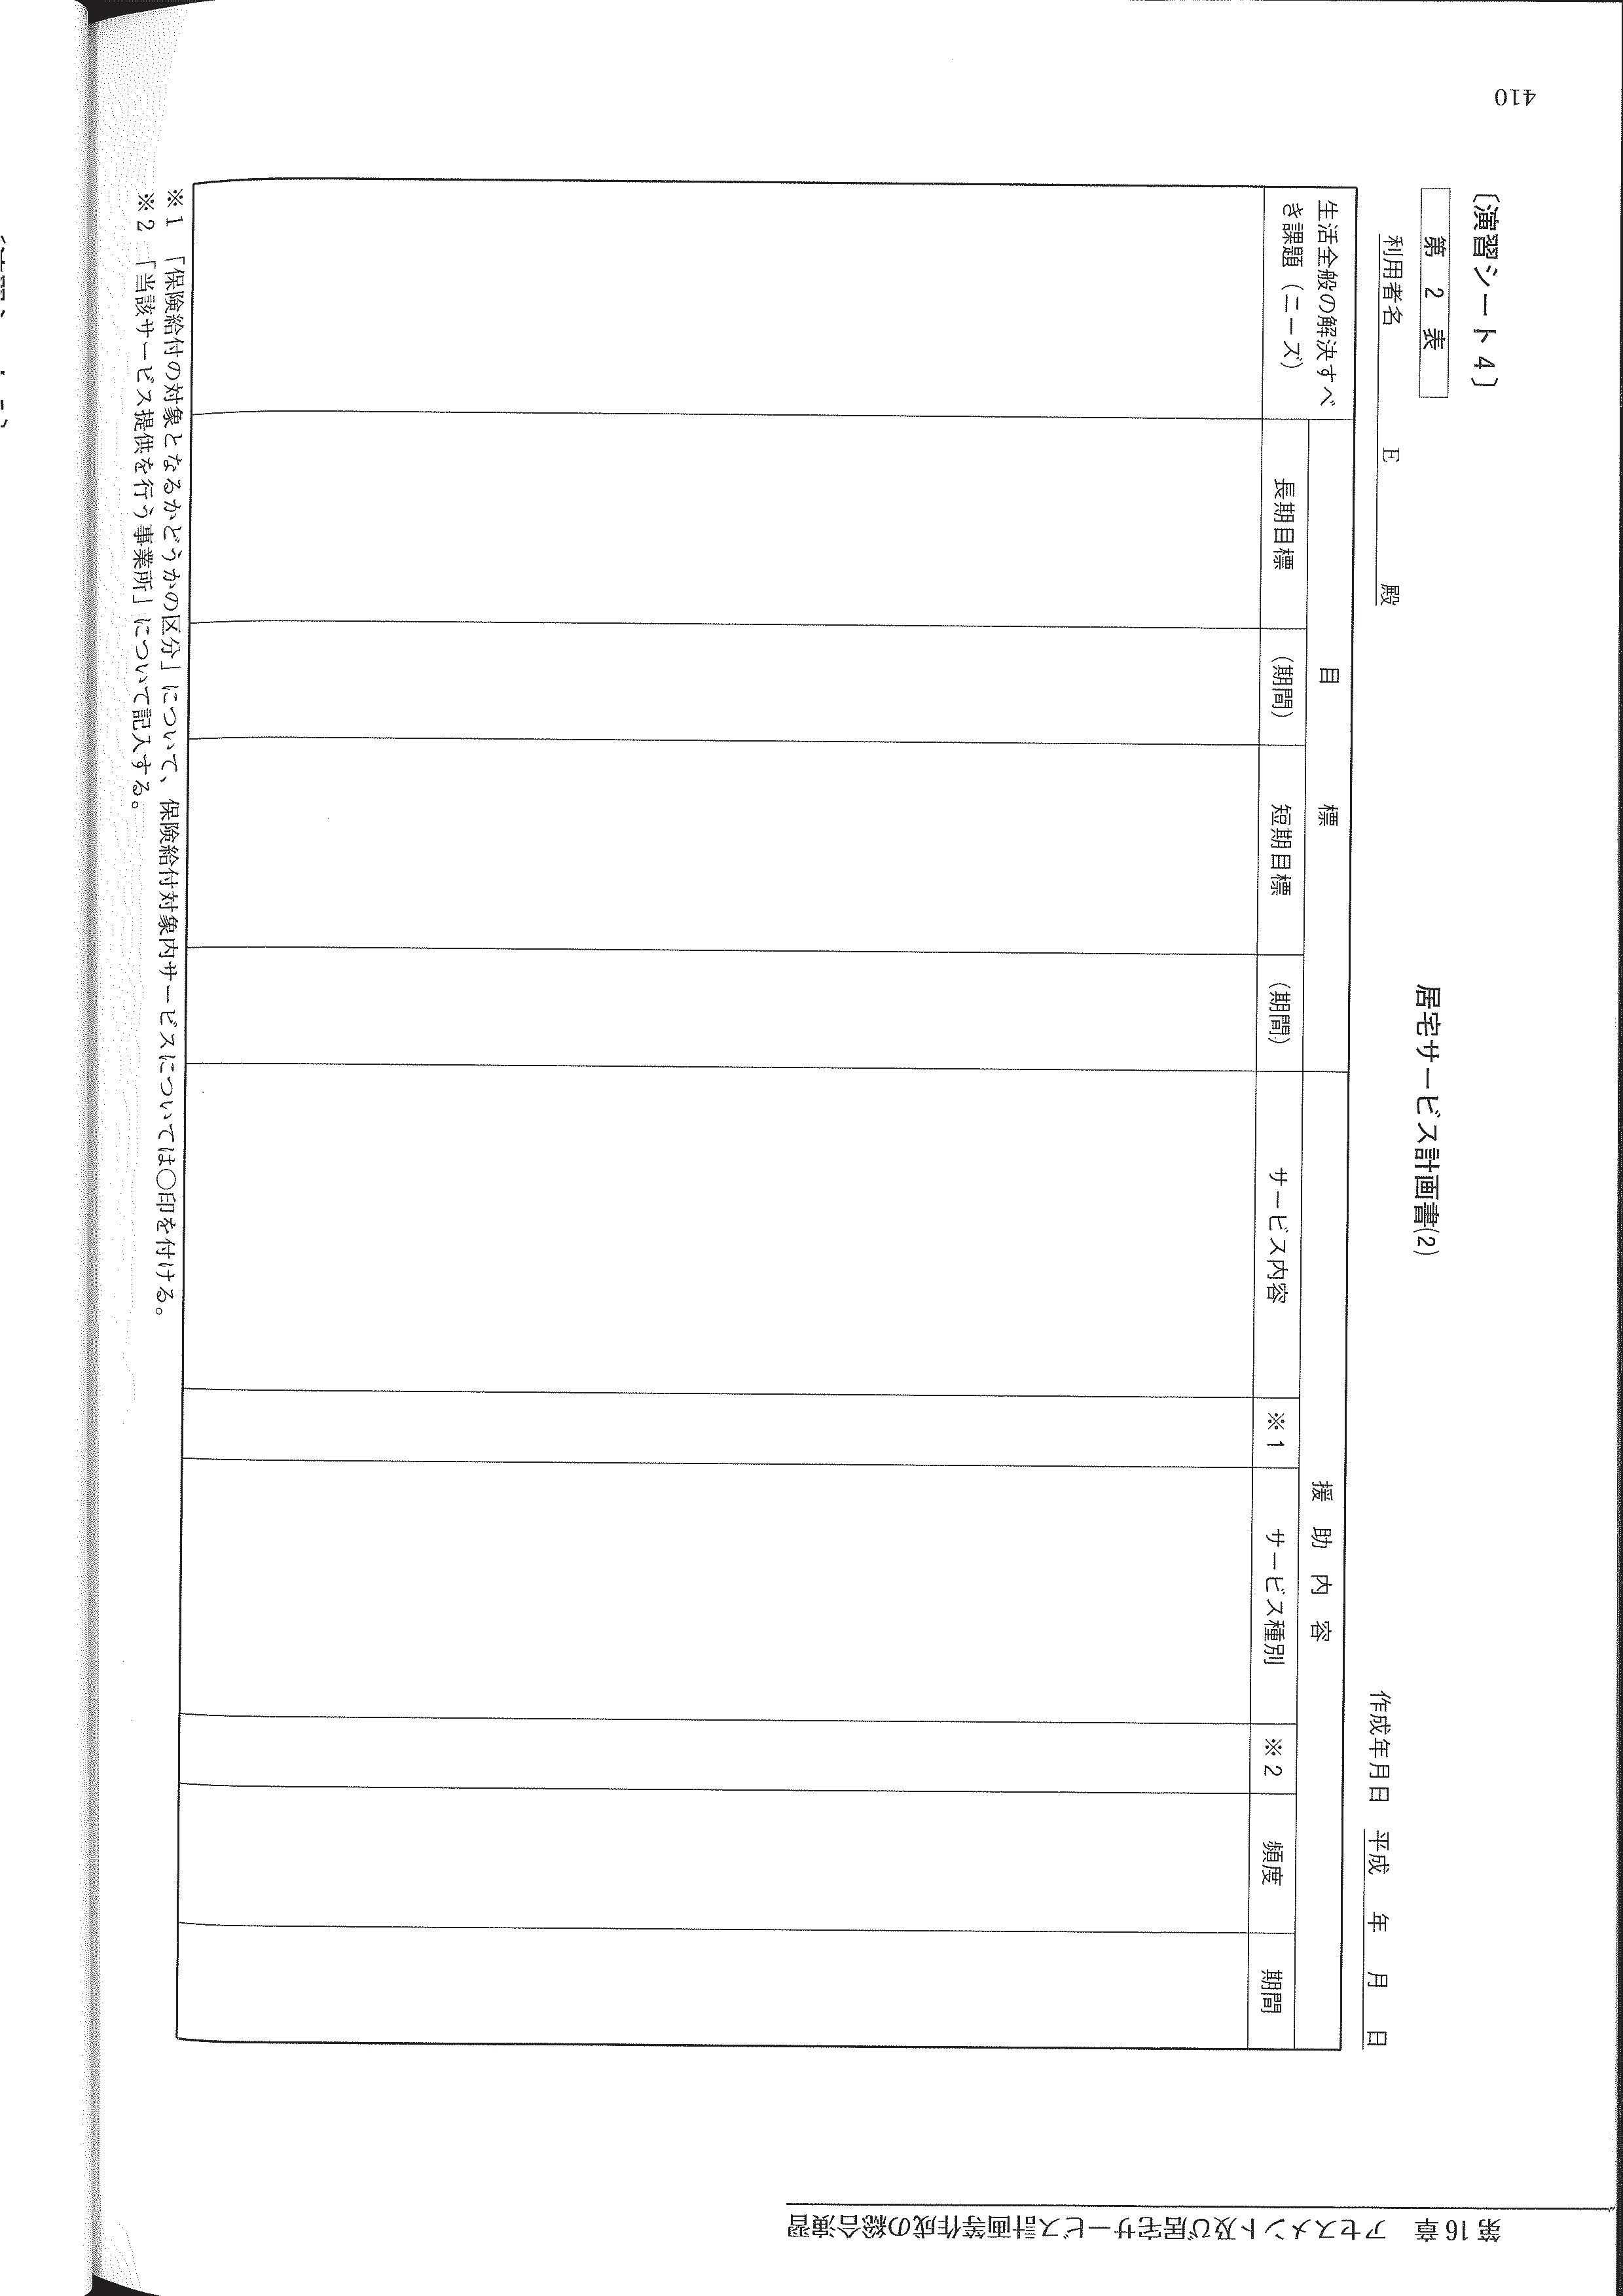 410
第16章　アセスメント及び居宅サービス計画等作成の総合演習
〔演習シート4〕
第　2　表
居宅サービス計画書(2)
作成年月日　平成　年　月　日
利用者名　E　殿
生活全般の解決すべ
き課題（ニーズ）
目　標
援　助　内　容
長期目標
（期間）
短期目標
（期間）
サービス内容
※1
サービス種別
※2
頻度
期間
※1　「保険給付の対象となるかどうかの区分」について、保険給付対象内サービスについては〇印を付ける。
※2　「当該サービス提供を行う事業所」について記入する。